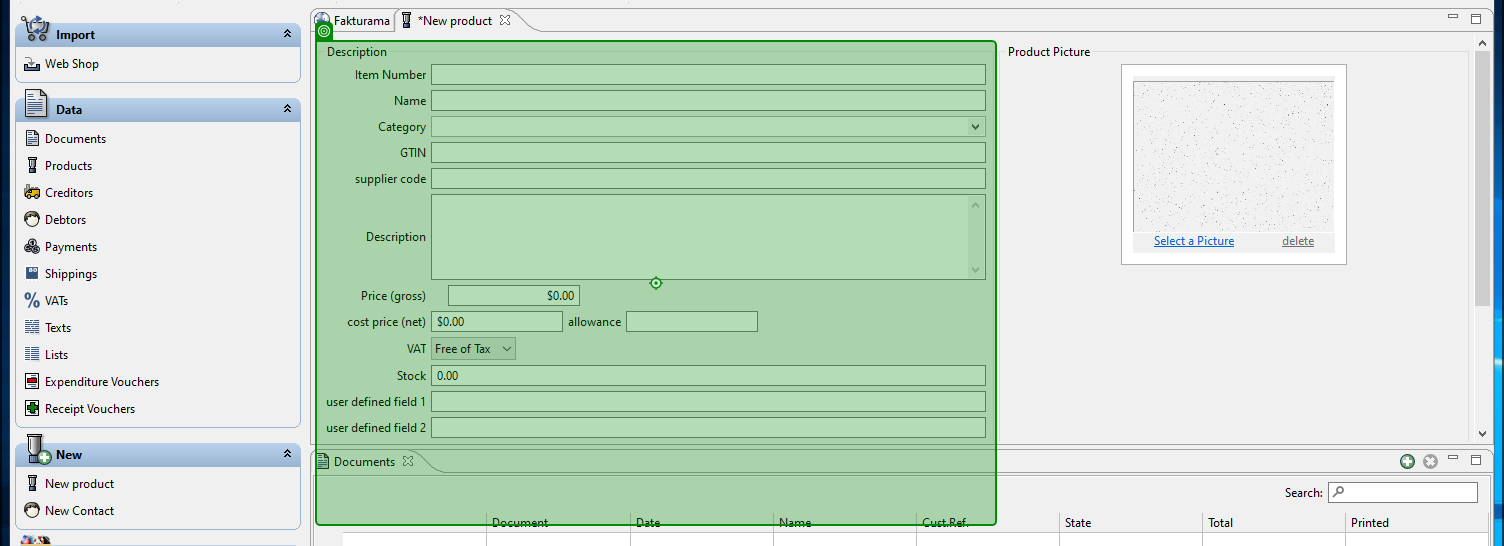 Import
Web Shop
Data
Documents
Products
Creditors
Debtors
Payments
Shippings
VATs
Texts
Lists
Expenditure Vouchers
Receipt Vouchers
New
New product
New Contact
Fakturama
*New product
Description
Item Number
Name
Category
GTIN
supplier code
Description
Price (gross) $0.00
cost price (net) $0.00 allowance
VAT Free of Tax
Stock 0.00
user defined field 1
user defined field 2
Product Picture
Select a Picture delete
Documents
Search:
Document Date Name Cust.Ref. State Total Printed